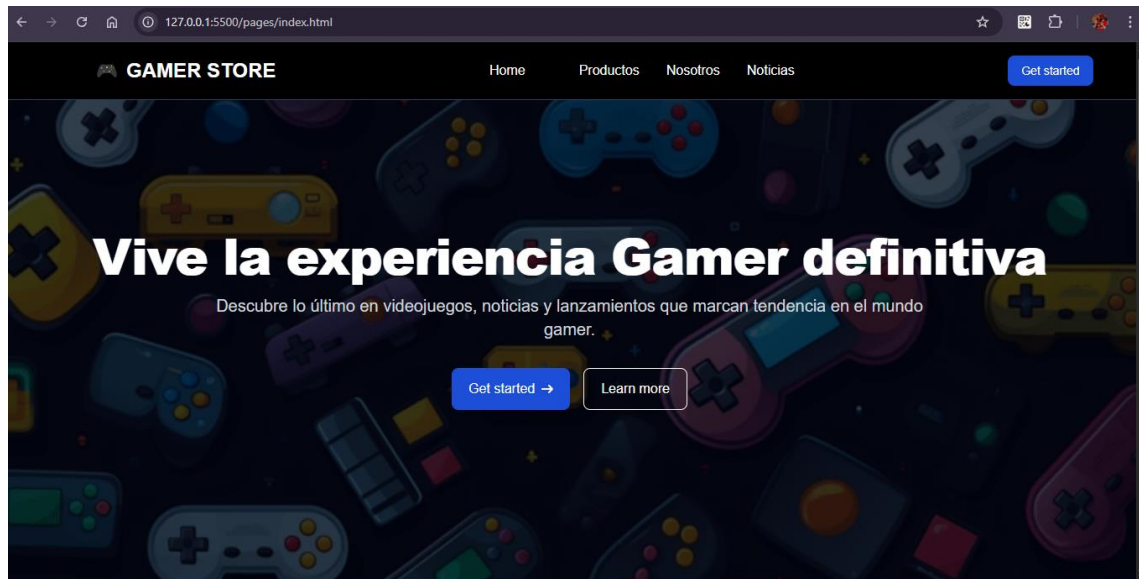 127.0.0.1:5500/pages/index.html
GAMER STORE
Home Productos Nosotros Noticias
Get started
Vive la experiencia Gamer definitiva
Descubre lo último en videojuegos, noticias y lanzamientos que marcan tendencia en el mundo
gamer.
Get started → Learn more